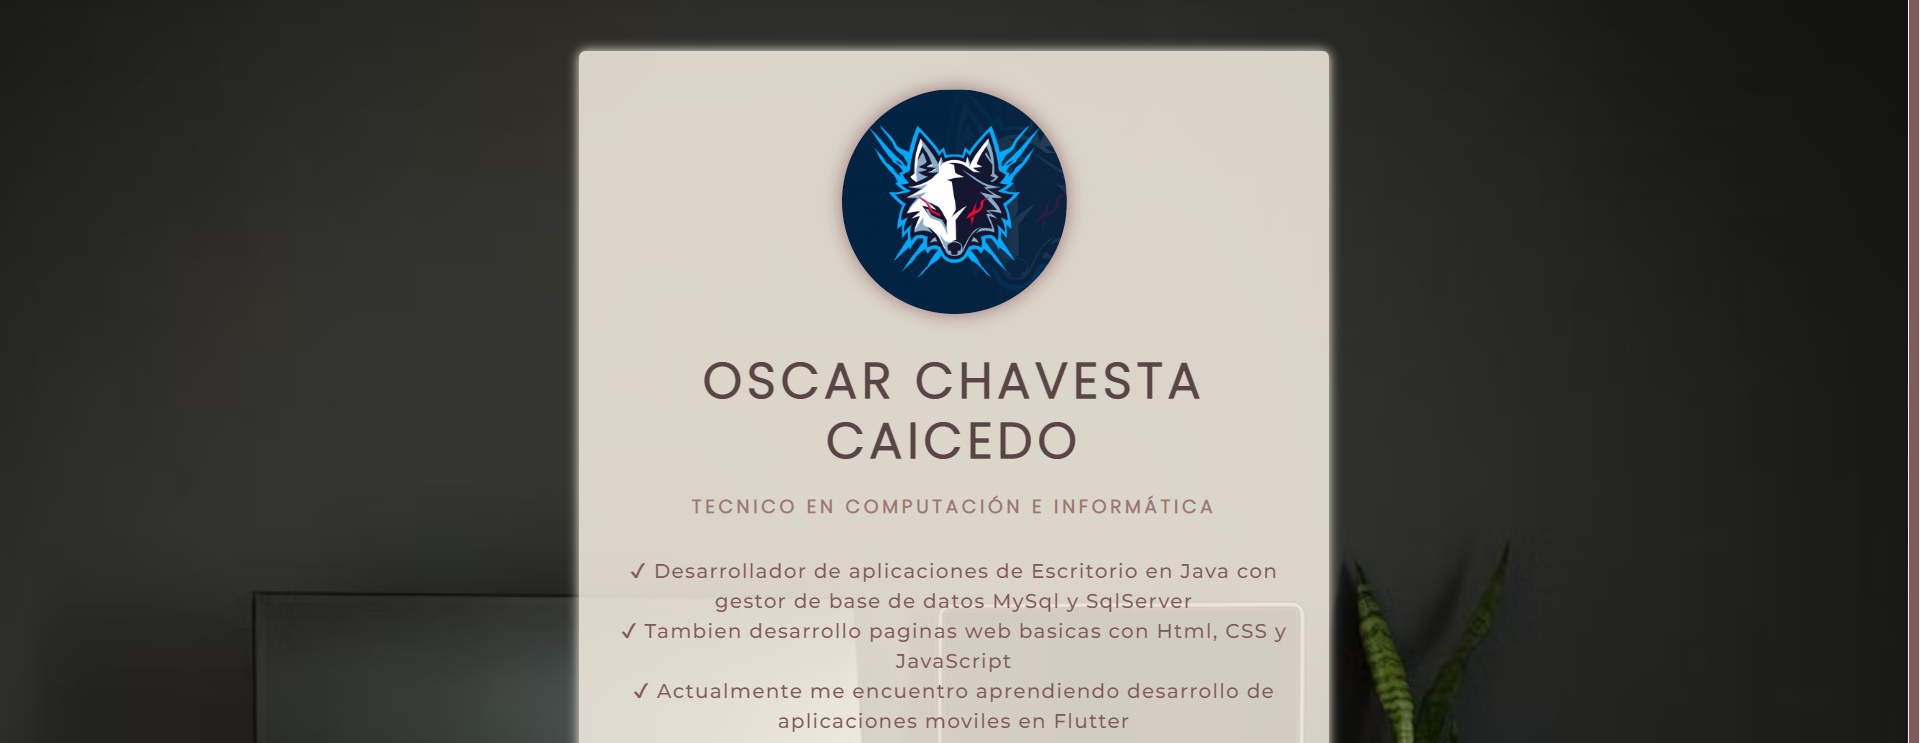 OSCAR CHAVESTA
CAICEDO
TECNICO EN COMPUTACIÓN E INFORMÁTICA
✓ Desarrollador de aplicaciones de Escritorio en Java con
gestor de base de datos MySql y SqlServer
✓ Tambien desarrollo paginas web basicas con Html, CSS y
JavaScript
✓ Actualmente me encuentro aprendiendo desarrollo de
aplicaciones moviles en Flutter